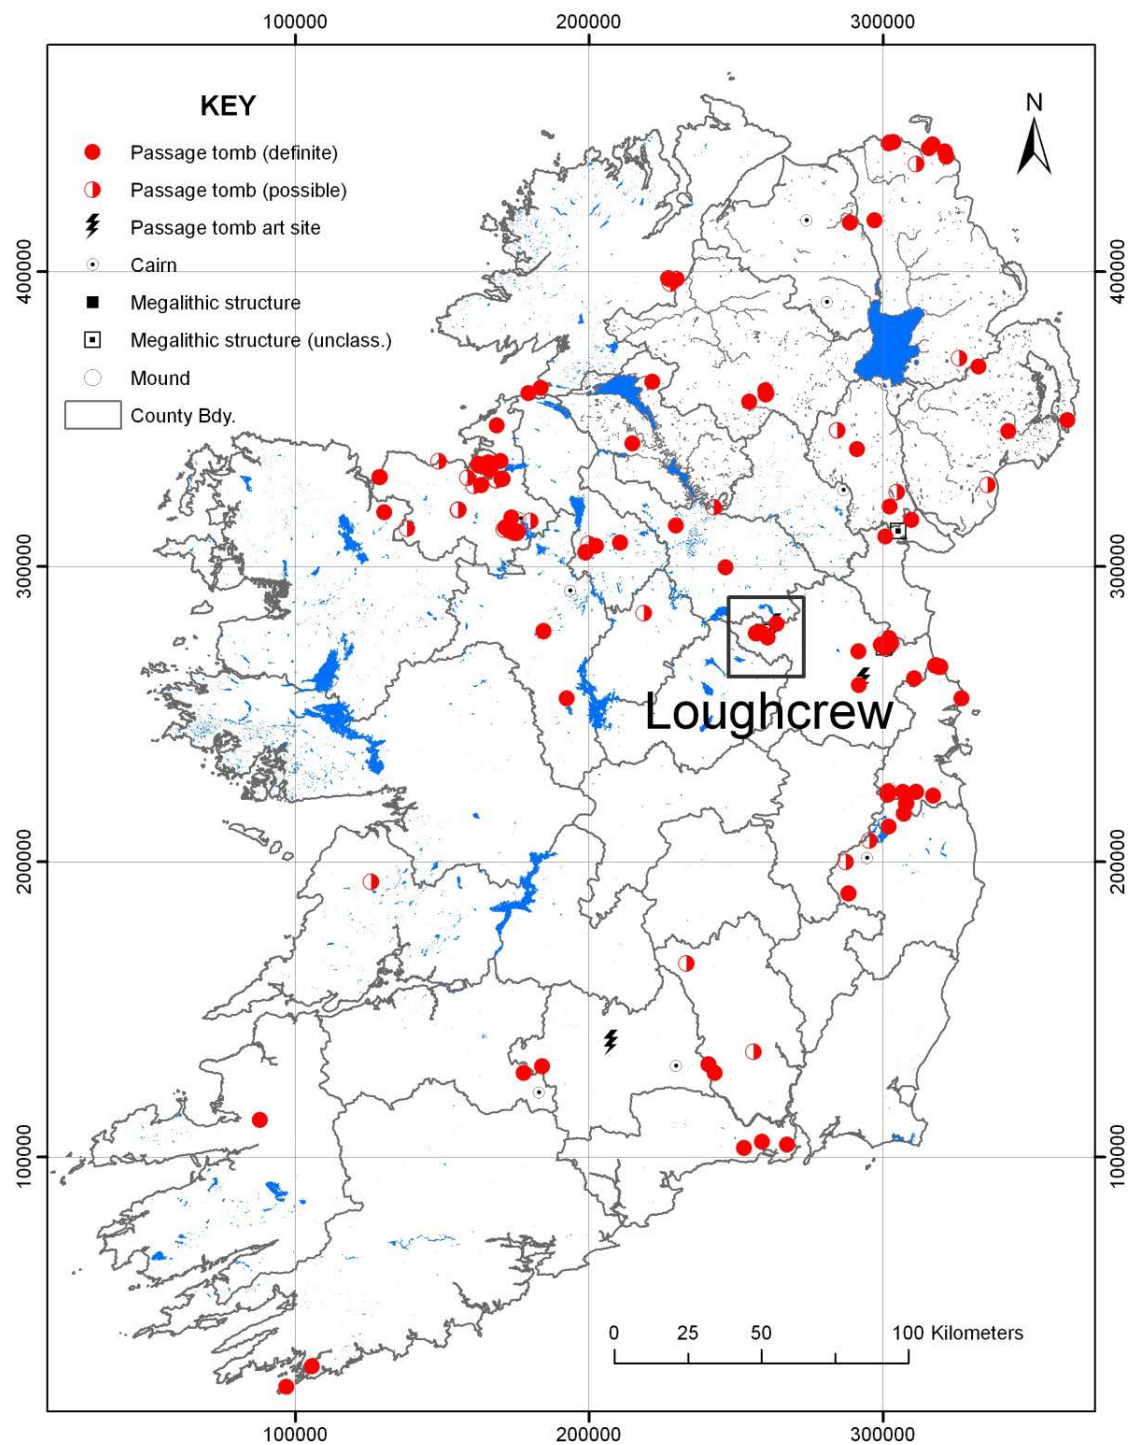 100000 200000 300000
KEY
Passage tomb (definite)
Passage tomb (possible)
Passage tomb art site
Cairn
Megalithic structure
Megalithic structure (unclass.)
Mound
County Bdy.
N
400000 400000
300000 300000
Loughcrew
200000 200000
100000 100000
0 25 50 100 Kilometers
100000 200000 300000